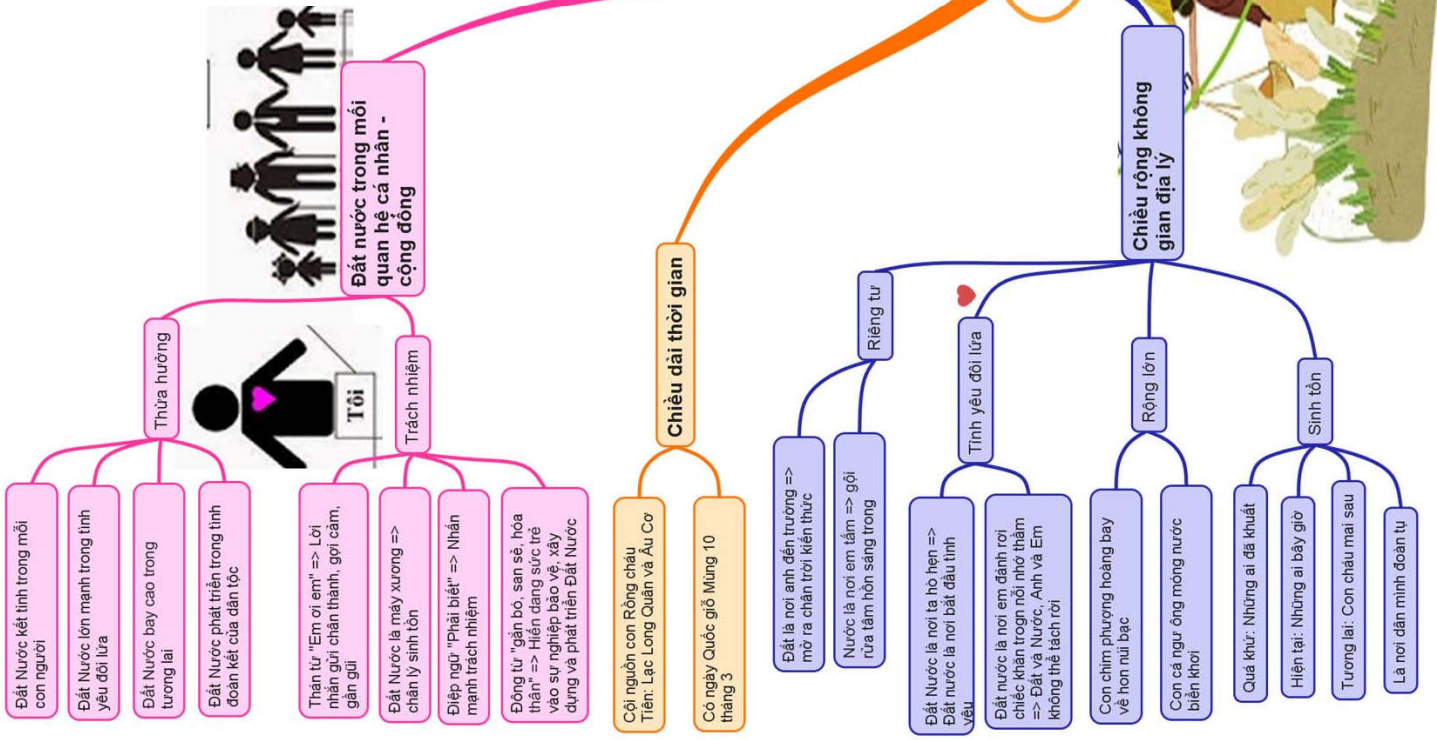 Đất nước trong mối
quan hệ cá nhân -
cộng đồng
Thừa hưởng
Đất Nước kết tinh trong mỗi
con người
Đất Nước lớn mạnh trong tình
yêu đôi lứa
Đất Nước bay cao trong
tương lai
Đất Nước phát triển trong tình
đoàn kết của dân tộc
Tôi
Trách nhiệm
Thán từ "Em ơi em" => Lời
nhắn gửi chân thành, gợi cảm,
gần gũi
Đất Nước là máy xương =>
chân lý sinh tồn
Điệp ngữ "Phải biết" => Nhấn
mạnh trách nhiệm
Động từ "gắn bó, san sẻ, hóa
thân" => Hiến dang sức trẻ
vào sự nghiệp bảo vệ, xây
dựng và phát triển Đất Nước
Chiều dài thời gian
Cội nguồn con Rồng cháu
Tiên: Lạc Long Quân và Âu Cơ
Có ngày Quốc giỗ Mùng 10
tháng 3
Chiều rộng không
gian địa lý
Riêng tư
Đất là nơi anh đến trường =>
mở ra chân trời kiến thức
Nước là nơi em tắm => gội
rửa tâm hồn sáng trong
Tình yêu đôi lứa
Đất Nước là nơi ta hò hẹn =>
Đất nước là nơi bắt đầu tình
yêu
Đất nước là nơi em đánh rơi
chiếc khăn trogn nỗi nhớ thầm
=> Đất và Nước, Anh và Em
không thể tách rời
Rộng lớn
Con chim phượng hoàng bay
về hon núi bạc
Con cá ngư ông móng nước
biển khơi
Sinh tồn
Quá khứ: Những ai đã khuất
Hiện tại: Những ai bây giờ
Tương lai: Con cháu mai sau
Là nơi dân mình đoàn tụ